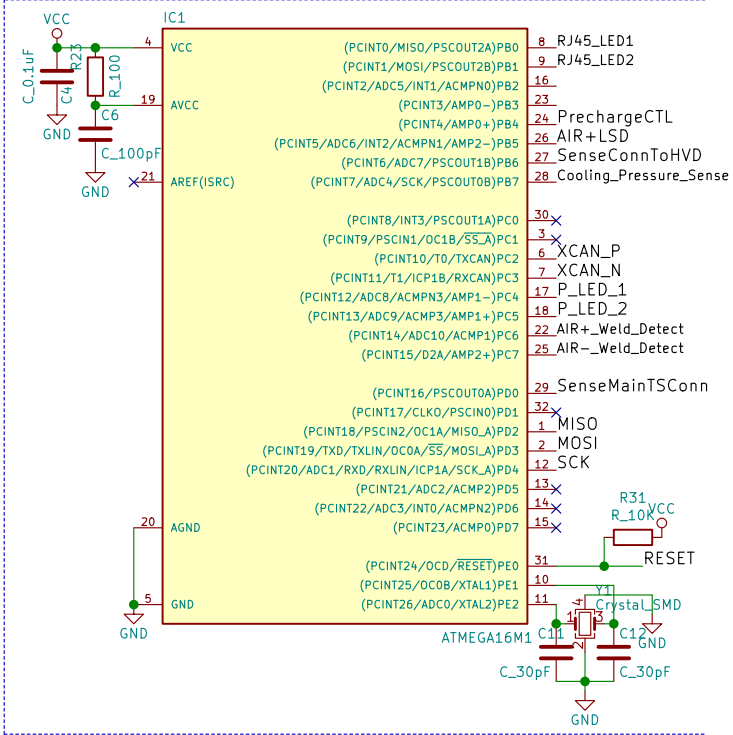 VCC
IC1
C_0.1uF
C4
R23
R_100
GND
C6
C_100pF
GND
4 VCC
19 AVCC
21 AREF(ISRC)
20 AGND
5 GND
GND
(PCINT0/MISO/PSCOUT2A)PB0 8 RJ45_LED1
(PCINT1/MOSI/PSCOUT2B)PB1 9 RJ45_LED2
(PCINT2/ADC5/INT1/ACMPN0)PB2 16
(PCINT3/AMP0-)PB3 23
(PCINT4/AMP0+)PB4 24 PrechargeCTL
(PCINT5/ADC6/INT2/ACMPN1/AMP2-)PB5 26 AIR+LSD
(PCINT6/ADC7/PSCOUT1B)PB6 27 SenseConnToHVD
(PCINT7/ADC4/SCK/PSCOUT0B)PB7 28 Cooling_Pressure_Sense
(PCINT8/INT3/PSCOUT1A)PC0 30
(PCINT9/PSCIN1/OC1B/SS_A)PC1 3
(PCINT10/T0/TXCAN)PC2 6 XCAN_P
(PCINT11/T1/ICP1B/RXCAN)PC3 7 XCAN_N
(PCINT12/ADC8/ACMPN3/AMP1-)PC4 17 P_LED_1
(PCINT13/ADC9/ACMP3/AMP1+)PC5 18 P_LED_2
(PCINT14/ADC10/ACMP1)PC6 22 AIR+_Weld_Detect
(PCINT15/D2A/AMP2+)PC7 25 AIR-_Weld_Detect
(PCINT16/PSCOUT0A)PD0 29 SenseMainTSConn
(PCINT17/CLKO/PSCIN0)PD1 32
(PCINT18/PSCIN2/OC1A/MISO_A)PD2 1 MISO
(PCINT19/TXD/TXLIN/OC0A/SS/MOSI_A)PD3 2 MOSI
(PCINT20/ADC1/RXD/RXLIN/ICP1A/SCK_A)PD4 12 SCK
(PCINT21/ADC2/ACMP2)PD5 13
(PCINT22/ADC3/INT0/ACMPN2)PD6 14
(PCINT23/ACMP0)PD7 15
R31
R_10K
VCC
(PCINT24/OCD/RESET)PE0 31 RESET
(PCINT25/OC0B/XTAL1)PE1 10
(PCINT26/ADC0/XTAL2)PE2 11
Y1
Crystal_SMD
4
1
3
2
ATMEGA16M1
C11
C12
GND
C_30pF
C_30pF
GND